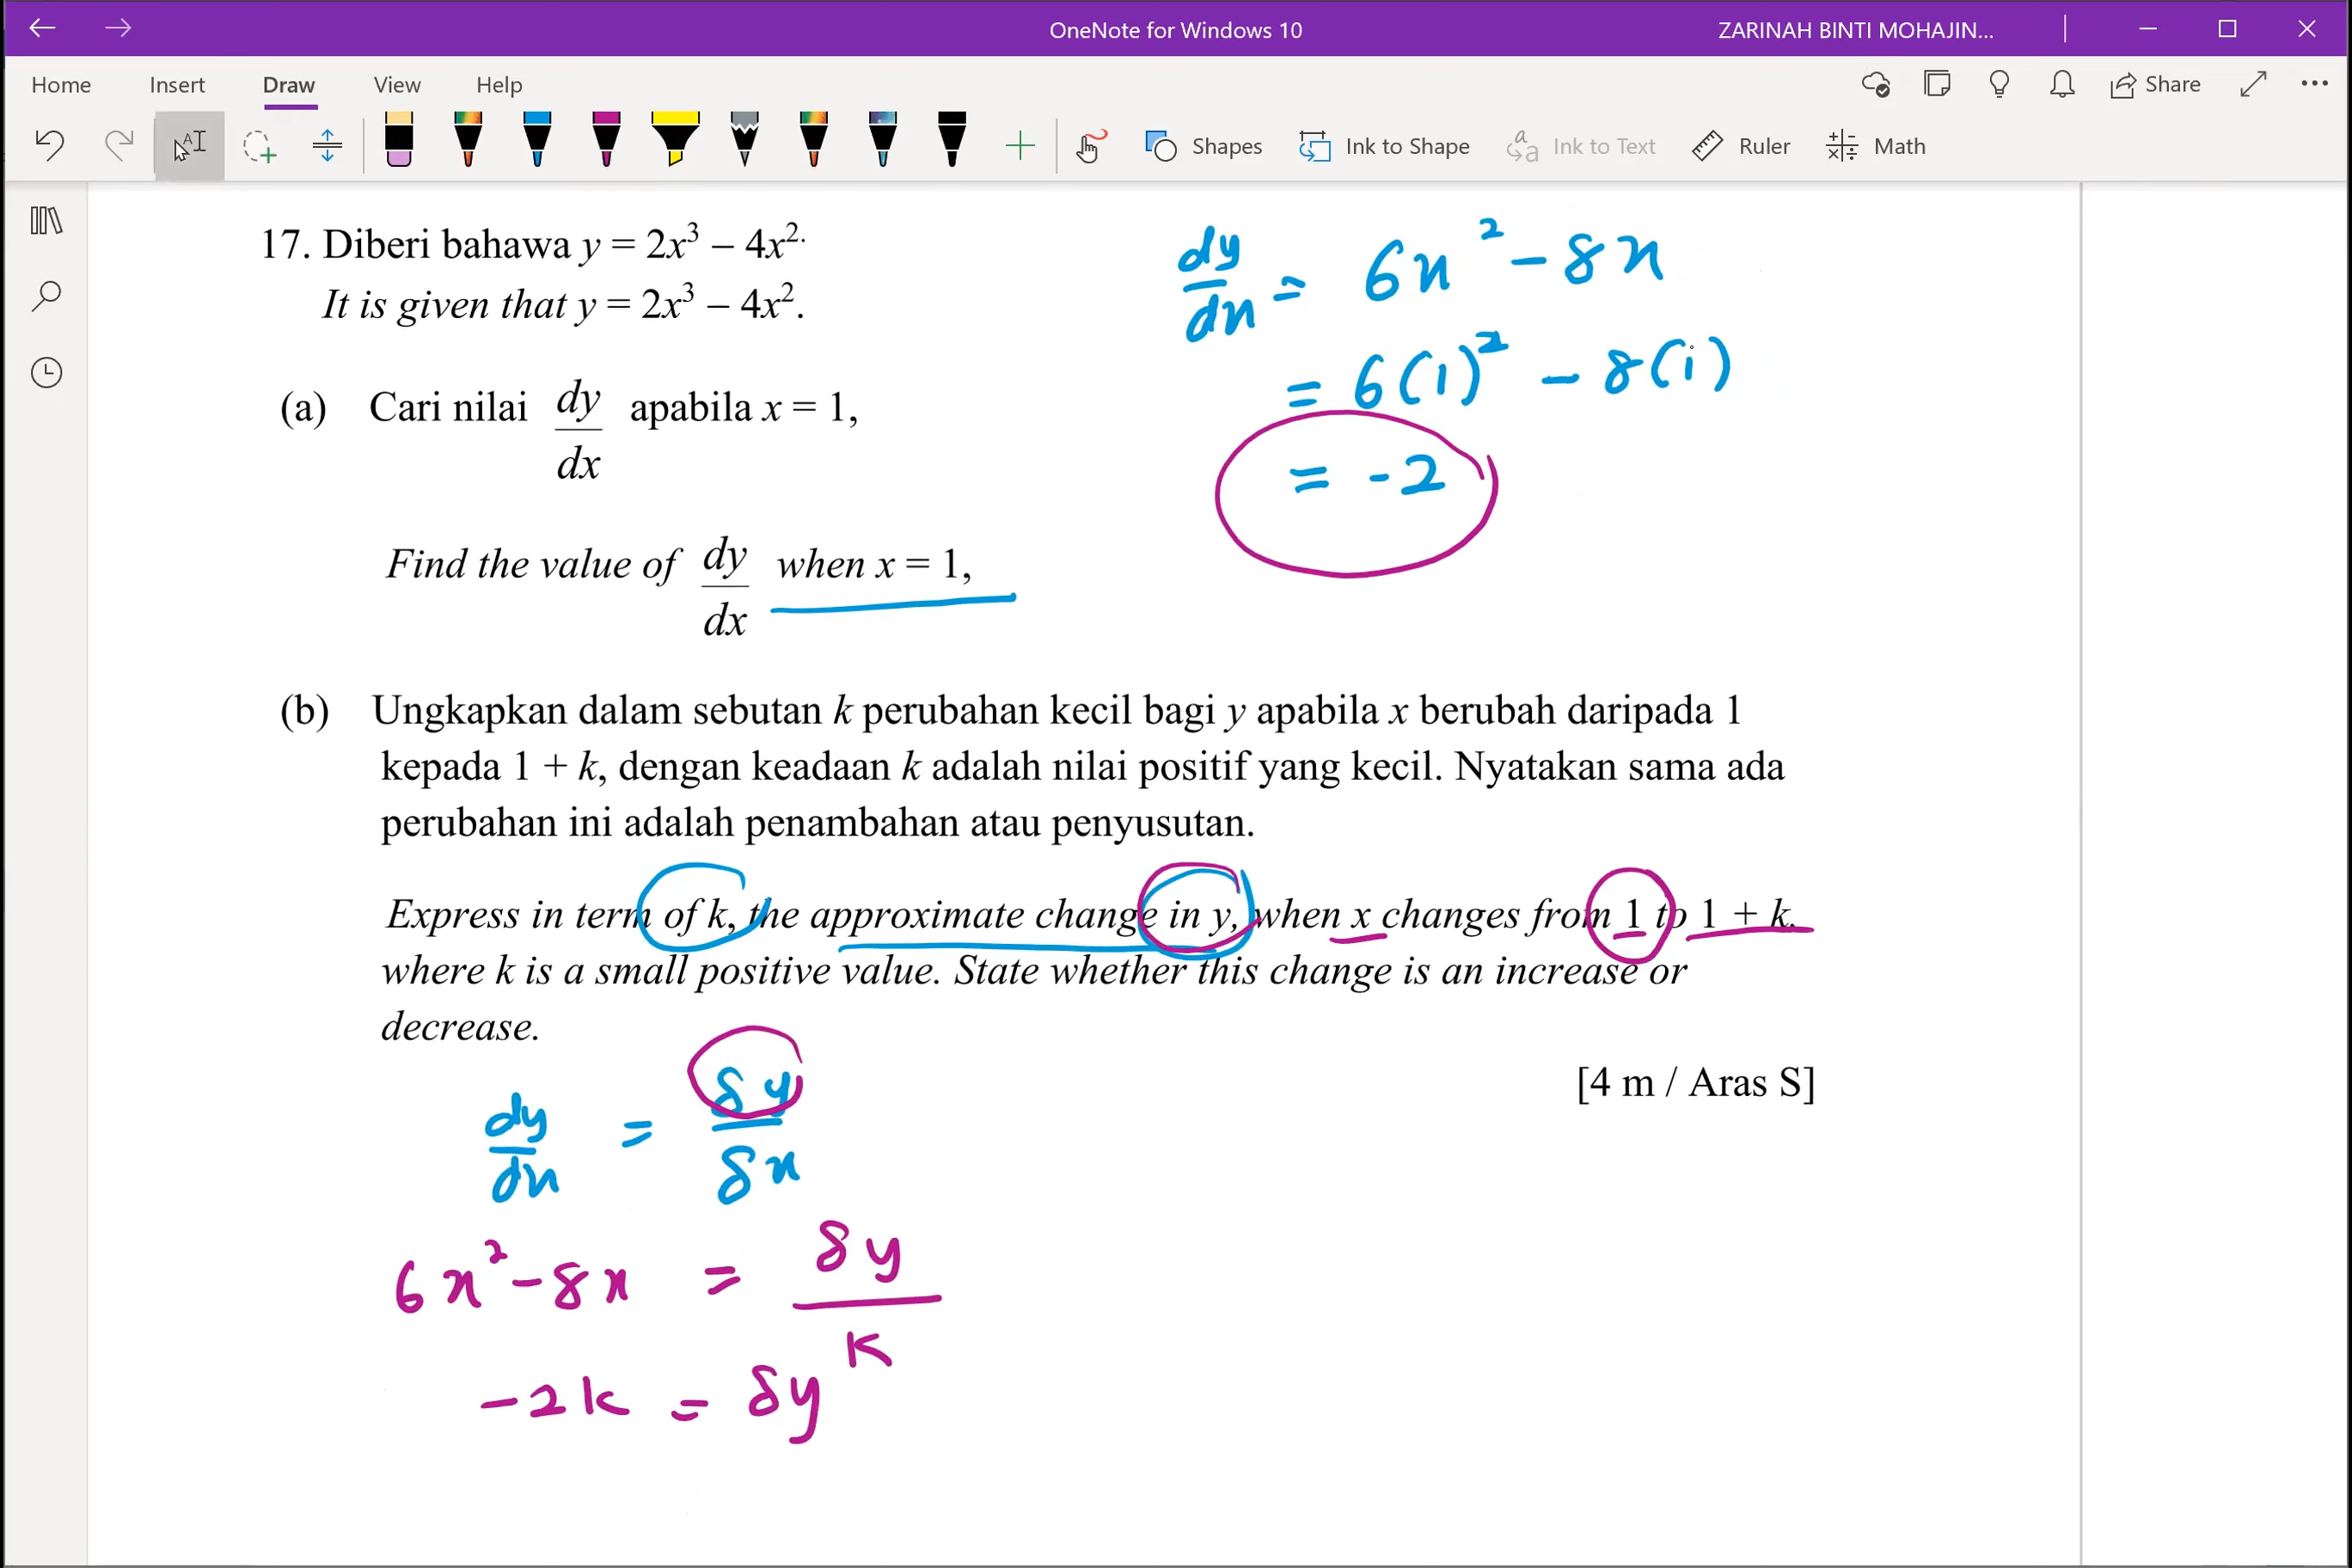 OneNote for Windows 10 ZARINAH BINTI MOHAJIN...
Home Insert Draw View Help Share
Shapes Ink to Shape Ink to Text Ruler Math
17. Diberi bahawa y = 2x³ – 4x².
It is given that y = 2x³ – 4x².
dy/dx = 6x² - 8x
= 6(1)² - 8(1)
= -2
(a) Cari nilai dy/dx apabila x = 1,
Find the value of dy/dx when x = 1,
(b) Ungkapkan dalam sebutan k perubahan kecil bagi y apabila x berubah daripada 1
kepada 1 + k, dengan keadaan k adalah nilai positif yang kecil. Nyatakan sama ada
perubahan ini adalah penambahan atau penyusutan.
Express in term of k, the approximate change in y, when x changes from 1 to 1 + k,
where k is a small positive value. State whether this change is an increase or
decrease.
[4 m / Aras S]
dy/dx = δy/δx
6x² - 8x = δy/k
-2k = δy